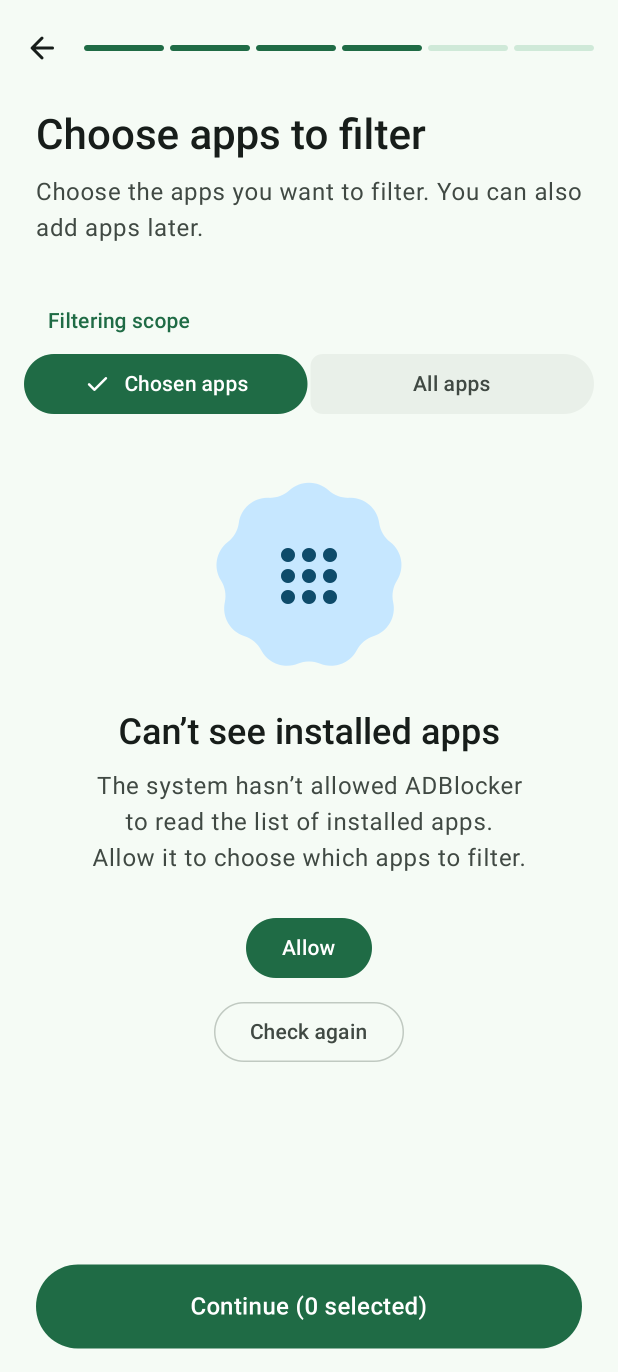 Choose apps to filter
Choose the apps you want to filter. You can also
add apps later.
Filtering scope
Chosen apps
All apps
Can’t see installed apps
The system hasn’t allowed ADBlocker
to read the list of installed apps.
Allow it to choose which apps to filter.
Allow
Check again
Continue (0 selected)